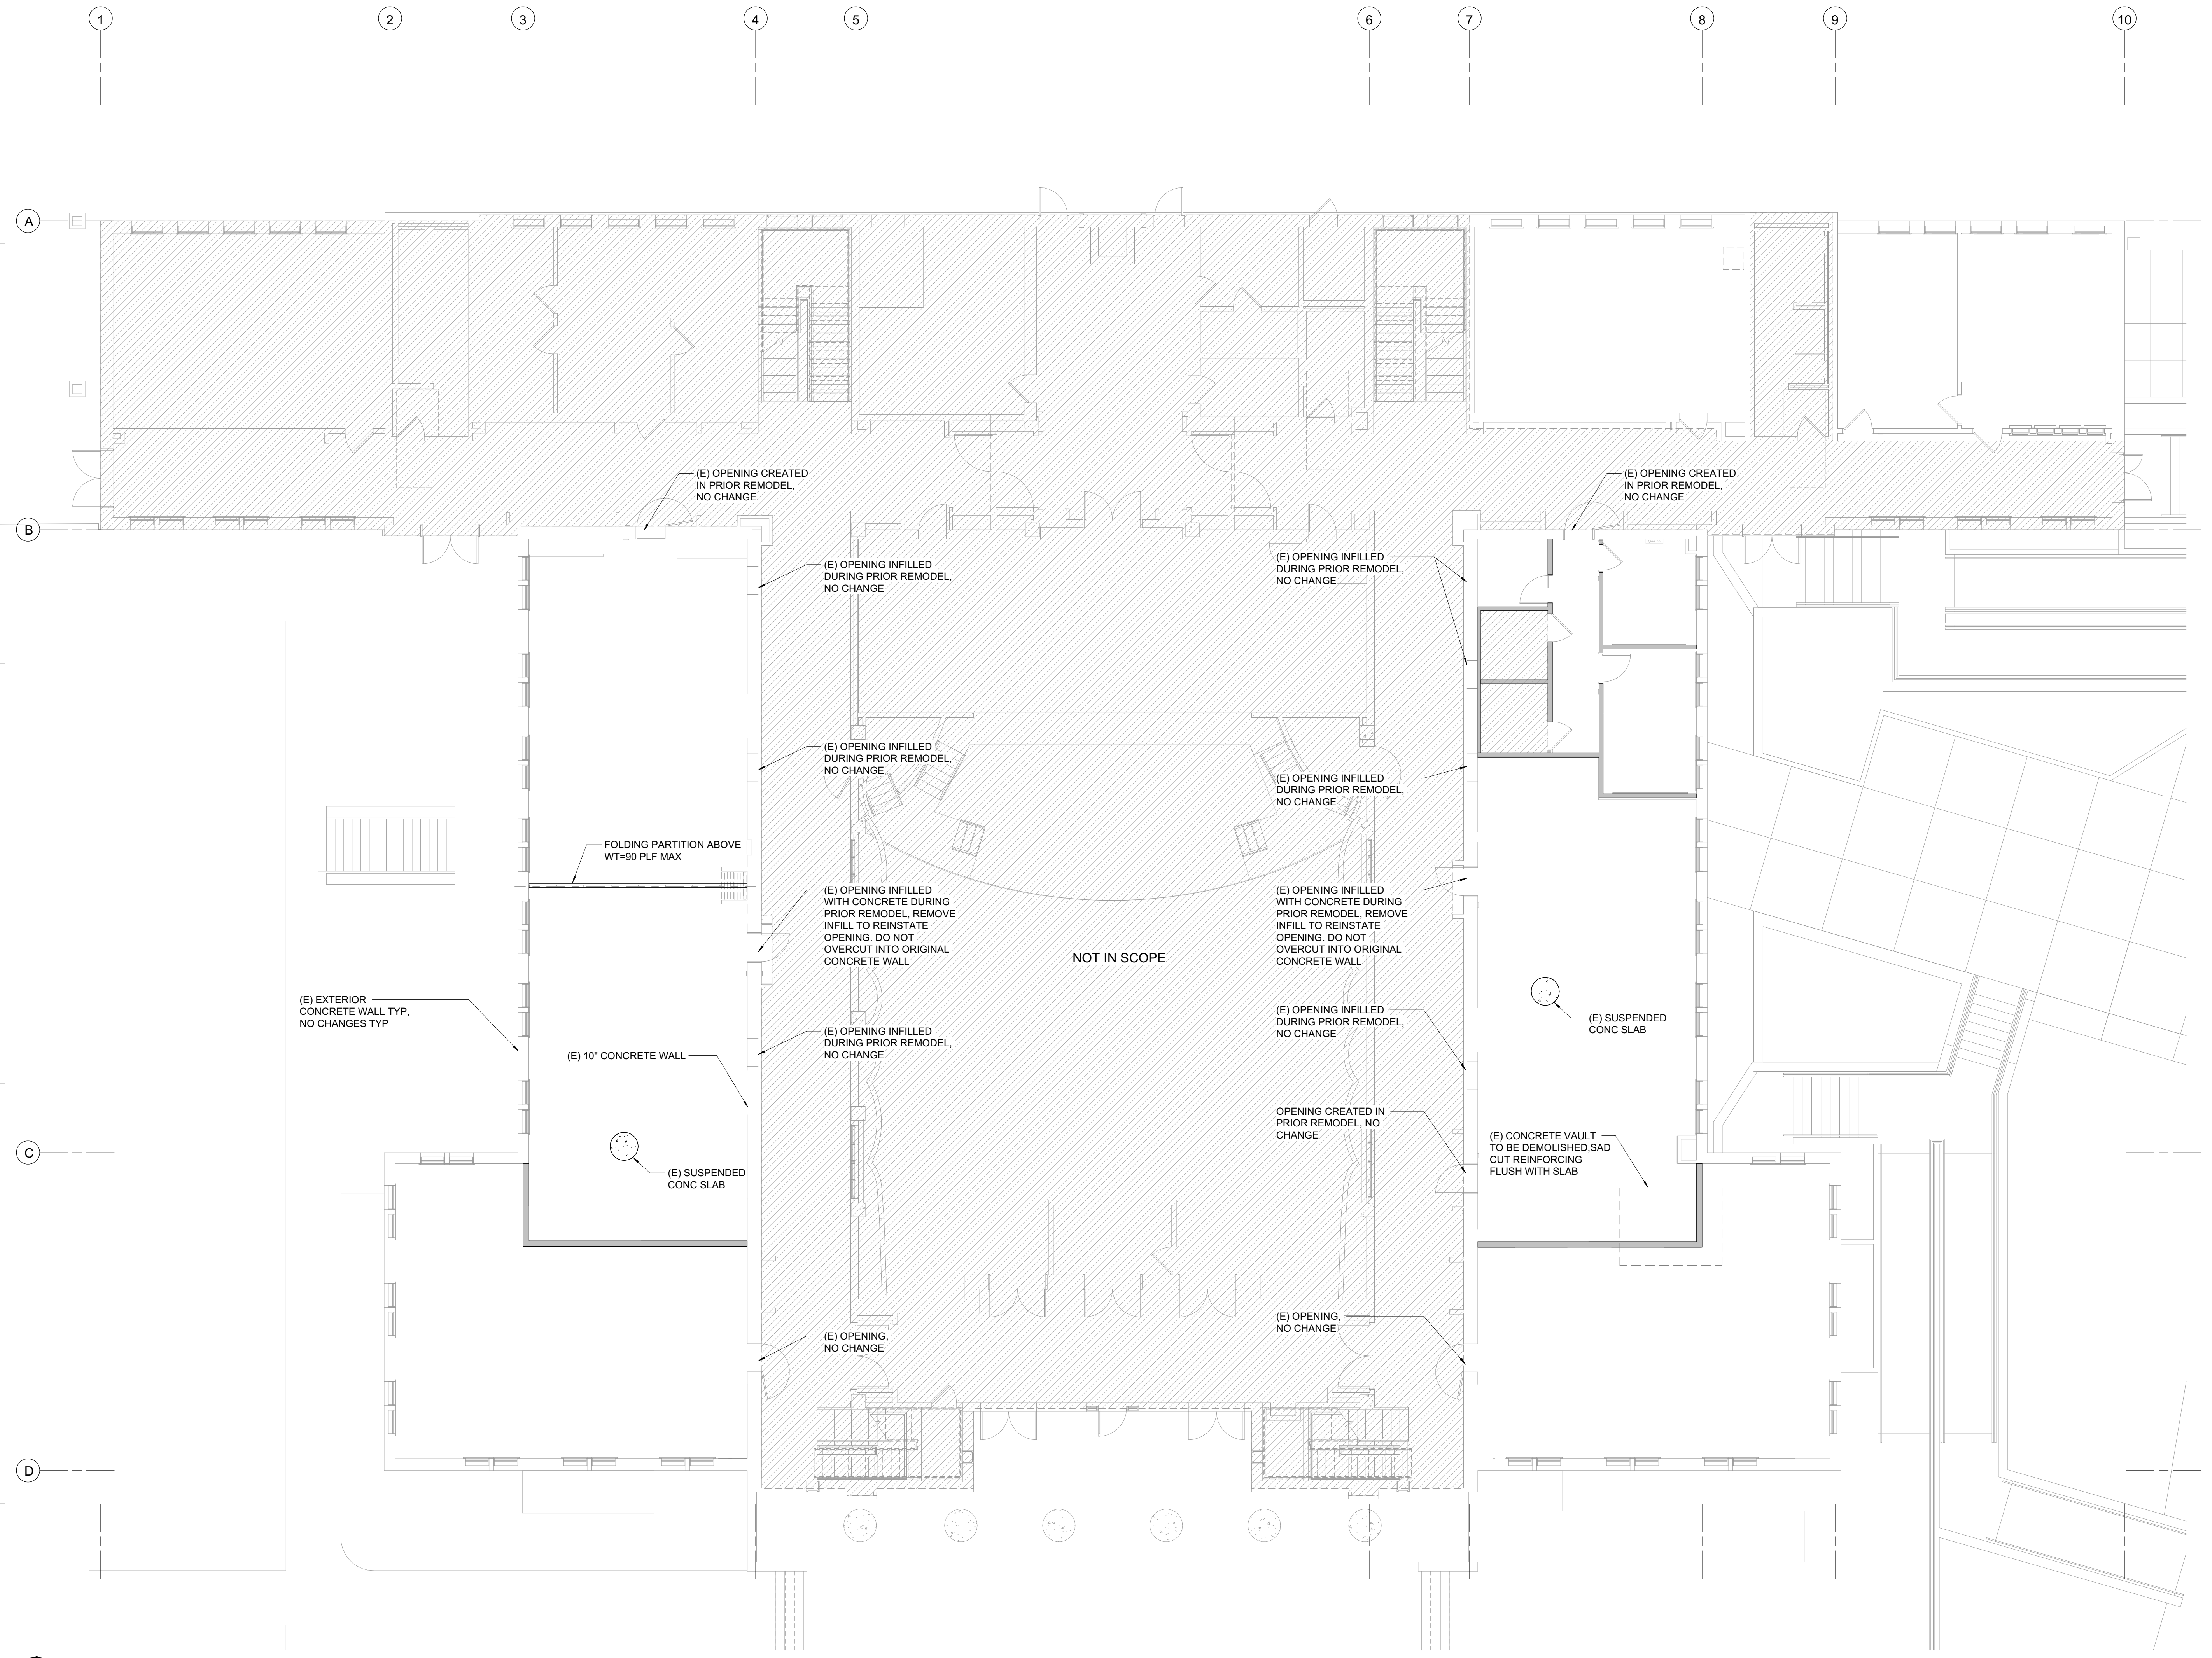 1
2
3
4
5
6
7
8
9
10
A
B
C
D
(E) OPENING CREATED
IN PRIOR REMODEL,
NO CHANGE
(E) OPENING CREATED
IN PRIOR REMODEL,
NO CHANGE
(E) OPENING INFILLED
DURING PRIOR REMODEL,
NO CHANGE
(E) OPENING INFILLED
DURING PRIOR REMODEL,
NO CHANGE
(E) OPENING INFILLED
DURING PRIOR REMODEL,
NO CHANGE
(E) OPENING INFILLED
DURING PRIOR REMODEL,
NO CHANGE
FOLDING PARTITION ABOVE
WT=90 PLF MAX
(E) OPENING INFILLED
WITH CONCRETE DURING
PRIOR REMODEL, REMOVE
INFILL TO REINSTATE
OPENING. DO NOT
OVERCUT INTO ORIGINAL
CONCRETE WALL
(E) OPENING INFILLED
WITH CONCRETE DURING
PRIOR REMODEL, REMOVE
INFILL TO REINSTATE
OPENING. DO NOT
OVERCUT INTO ORIGINAL
CONCRETE WALL
NOT IN SCOPE
(E) EXTERIOR
CONCRETE WALL TYP,
NO CHANGES TYP
(E) OPENING INFILLED
DURING PRIOR REMODEL,
NO CHANGE
(E) OPENING INFILLED
DURING PRIOR REMODEL,
NO CHANGE
(E) SUSPENDED
CONC SLAB
(E) 10" CONCRETE WALL
OPENING CREATED IN
PRIOR REMODEL, NO
CHANGE
(E) CONCRETE VAULT
TO BE DEMOLISHED,SAD
CUT REINFORCING
FLUSH WITH SLAB
(E) SUSPENDED
CONC SLAB
(E) OPENING,
NO CHANGE
(E) OPENING,
NO CHANGE